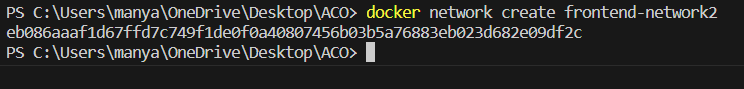 PS C:\Users\manya\OneDrive\Desktop\ACO> docker network create frontend-network2
eb086aaaf1d67ffd7c749f1de0f0a40807456b03b5a76883eb023d682e09df2c
PS C:\Users\manya\OneDrive\Desktop\ACO>